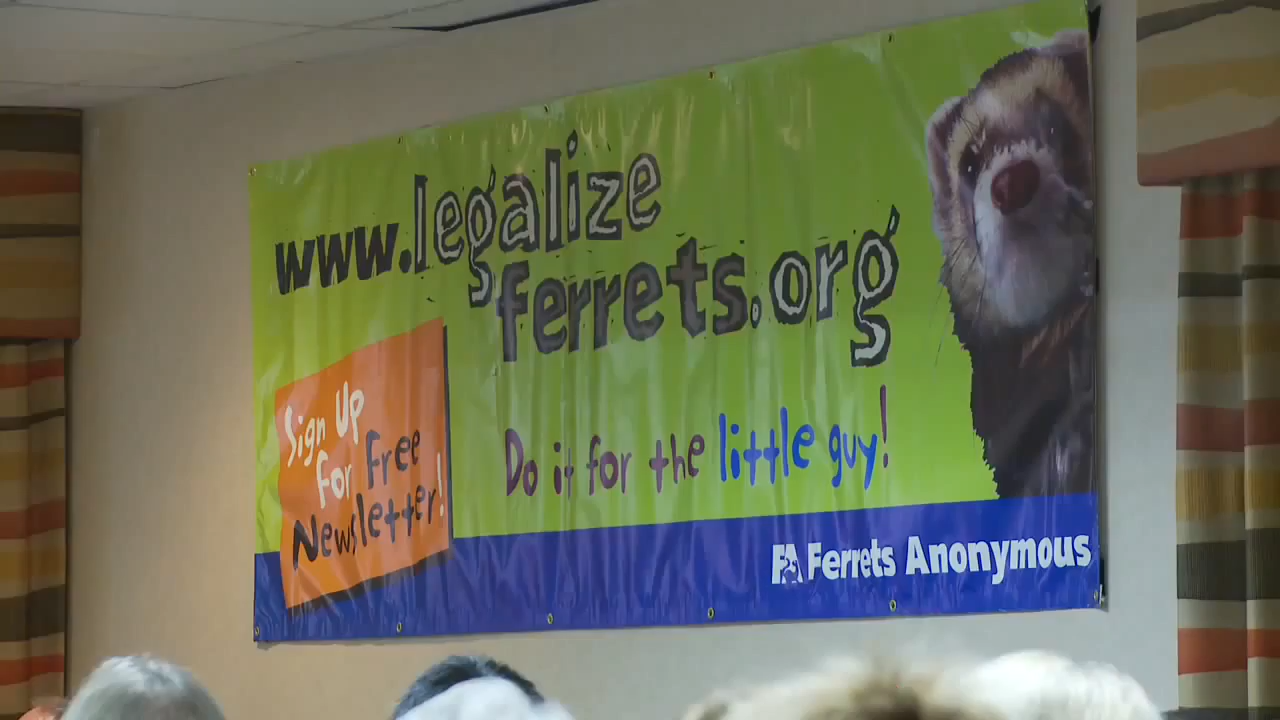 www.legalize
ferrets.org
Sign Up
For Free
Newsletter!
Do it for the little guy!
FA Ferrets Anonymous